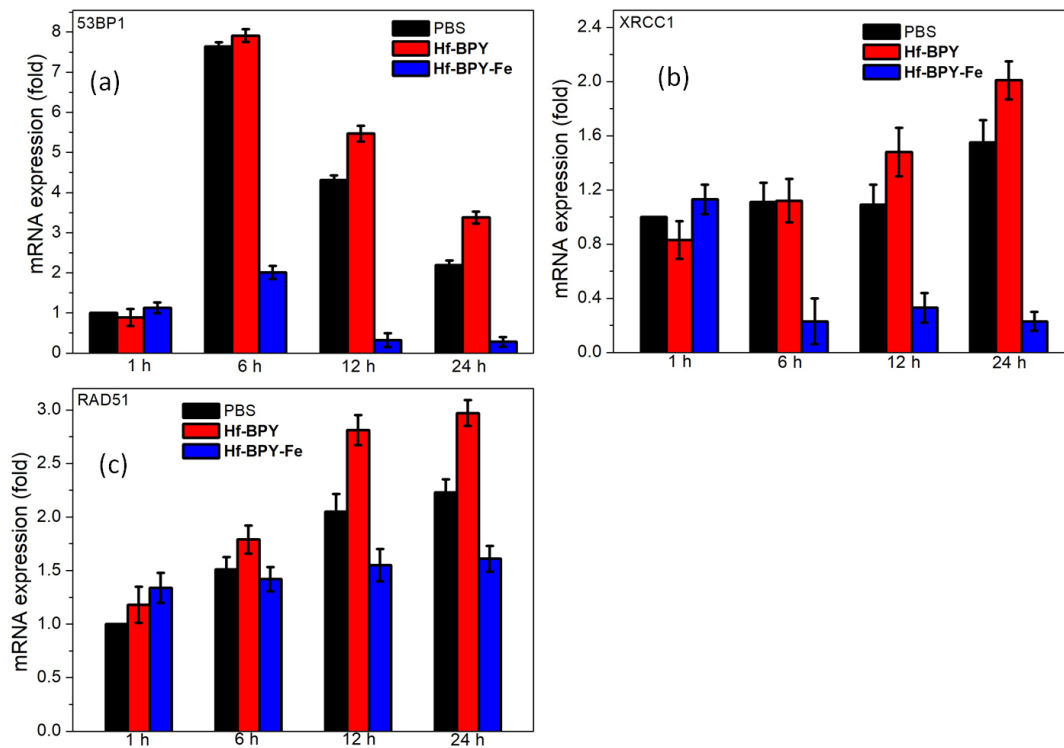 53BP1
PBS
Hf-BPY
Hf-BPY-Fe
(a)
mRNA expression (fold)
8
7
6
5
4
3
2
1
0
1 h
6 h
12 h
24 h
XRCC1
PBS
Hf-BPY
Hf-BPY-Fe
(b)
mRNA expression (fold)
2.4
2.0
1.6
1.2
0.8
0.4
0.0
1 h
6 h
12 h
24 h
RAD51
PBS
Hf-BPY
Hf-BPY-Fe
(c)
mRNA expression (fold)
3.0
2.5
2.0
1.5
1.0
0.5
0.0
1 h
6 h
12 h
24 h